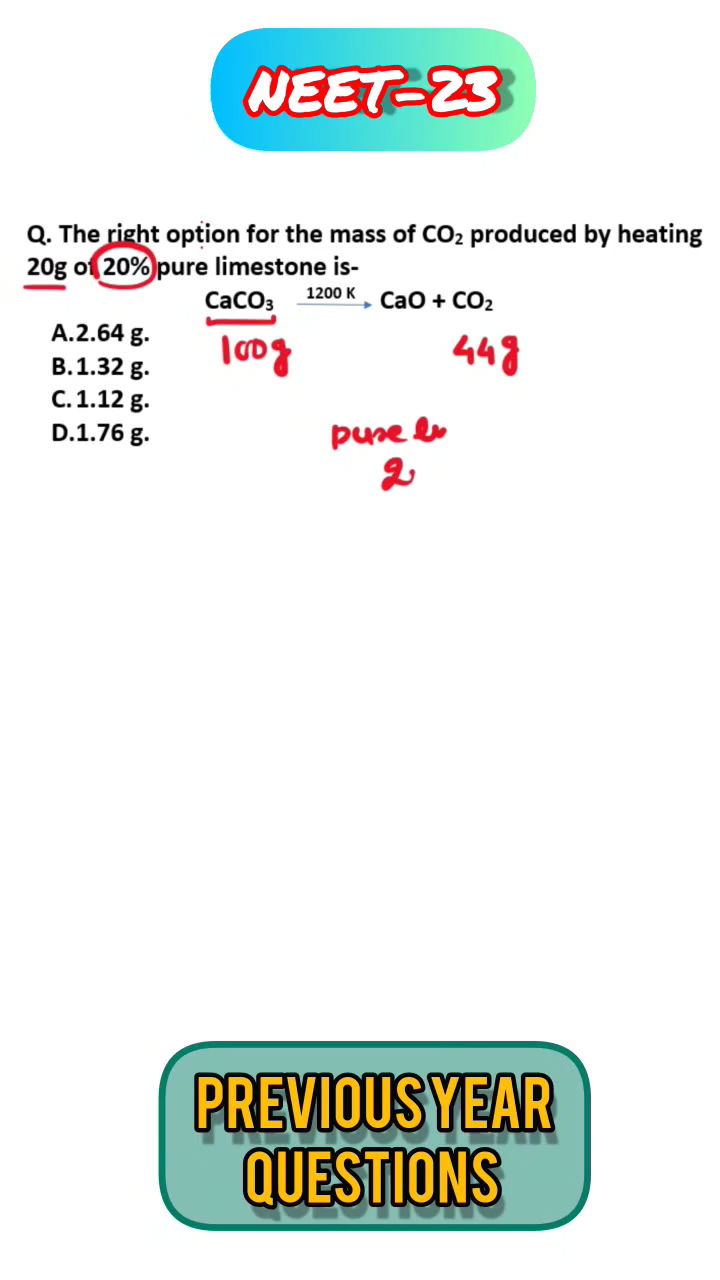 NEET-23
Q. The right option for the mass of CO₂ produced by heating
20g of 20% pure limestone is-
CaCO₃ 1200 K CaO + CO₂
100g 44g
A.2.64 g.
B.1.32 g.
C.1.12 g.
D.1.76 g.
pure
2
PREVIOUS YEAR
QUESTIONS